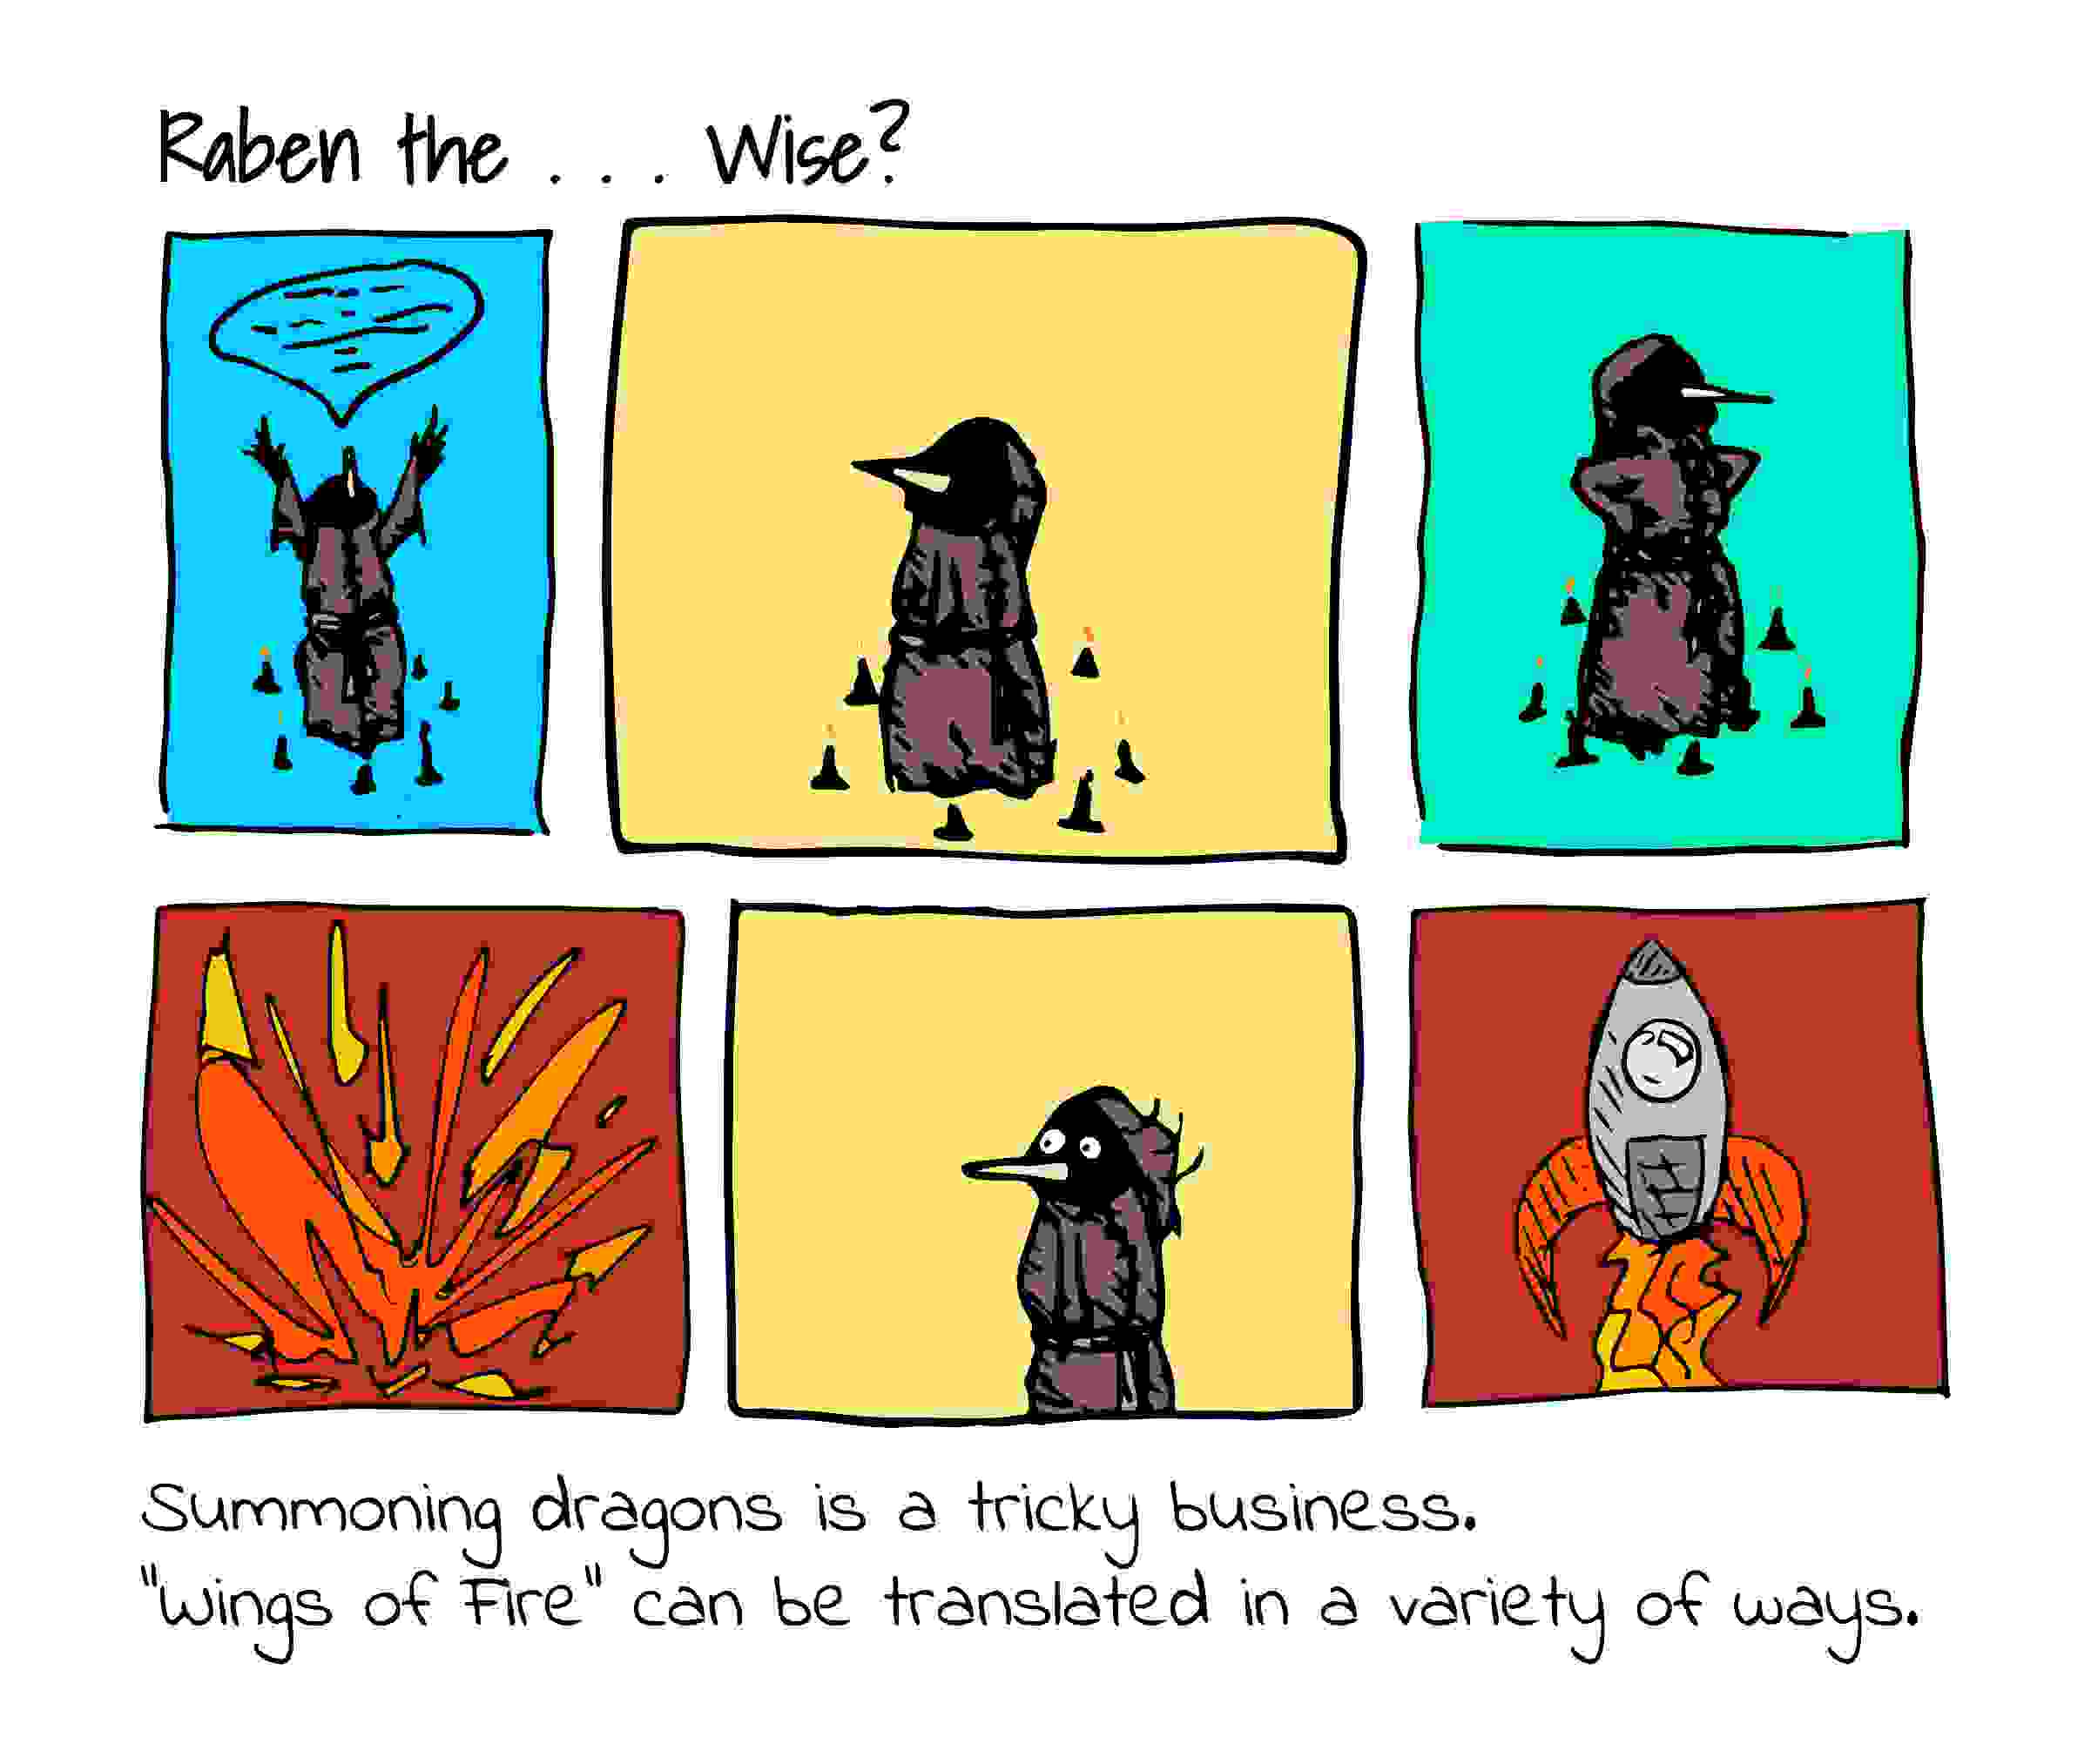 Raben the . . . Wise?
Summoning dragons is a tricky business.
"Wings of Fire" can be translated in a variety of ways.